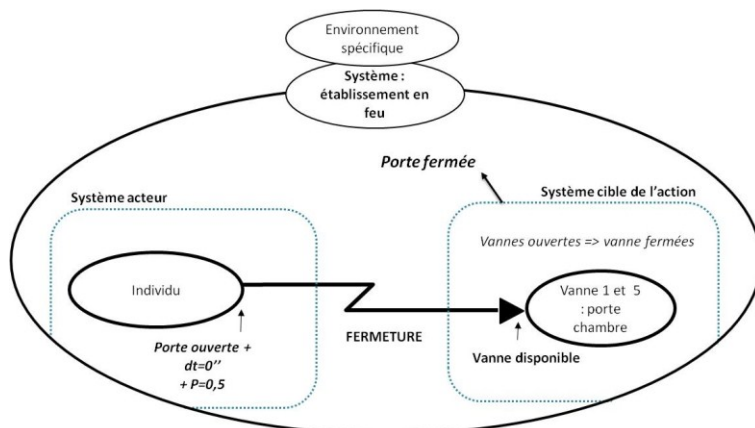 Environnement
spécifique
Système :
établissement en
feu
Porte fermée
Système acteur
Système cible de l'action
Vannes ouvertes => vanne fermées
Individu
Vanne 1 et 5
: porte
chambre
Porte ouverte +
dt=0’’
+ P=0,5
FERMETURE
Vanne disponible